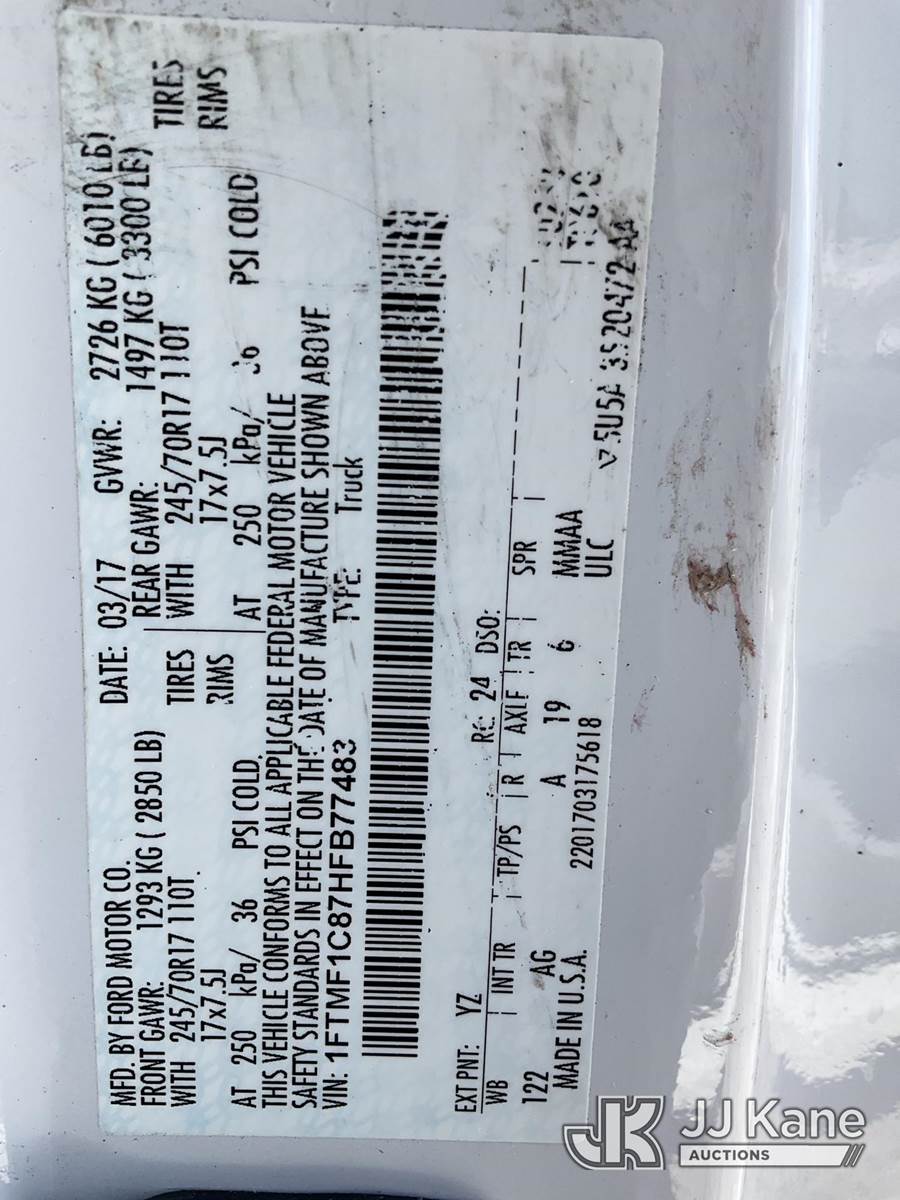 MFD. BY FORD MOTOR CO. DATE: 03/17 GVWR: 2726 KG ( 6010 LB)
FRONT GAWR: 1293 KG ( 2850 LB) REAR GAWR: 1497 KG ( 3300 LB)
WITH 245/70R17 110T TIRES WITH 245/70R17 110T TIRES
17x7.5J RIMS 17x7.5J RIMS
AT 250 kPa/ 36 PSI COLD AT 250 kPa/ 36 PSI COLD
THIS VEHICLE CONFORMS TO ALL APPLICABLE FEDERAL MOTOR VEHICLE
SAFETY STANDARDS IN EFFECT ON THE DATE OF MANUFACTURE SHOWN ABOVE
VIN: 1FTMF1C87HFB77483 TYPE: Truck
EXT PNT: YZ RC: 24 DSO:
WB INT TR TP/PS R AXLE TR SPR
122 AG A 19 6 MMAA
MADE IN U.S.A. 2201703175618 ULC
JJ Kane
AUCTIONS